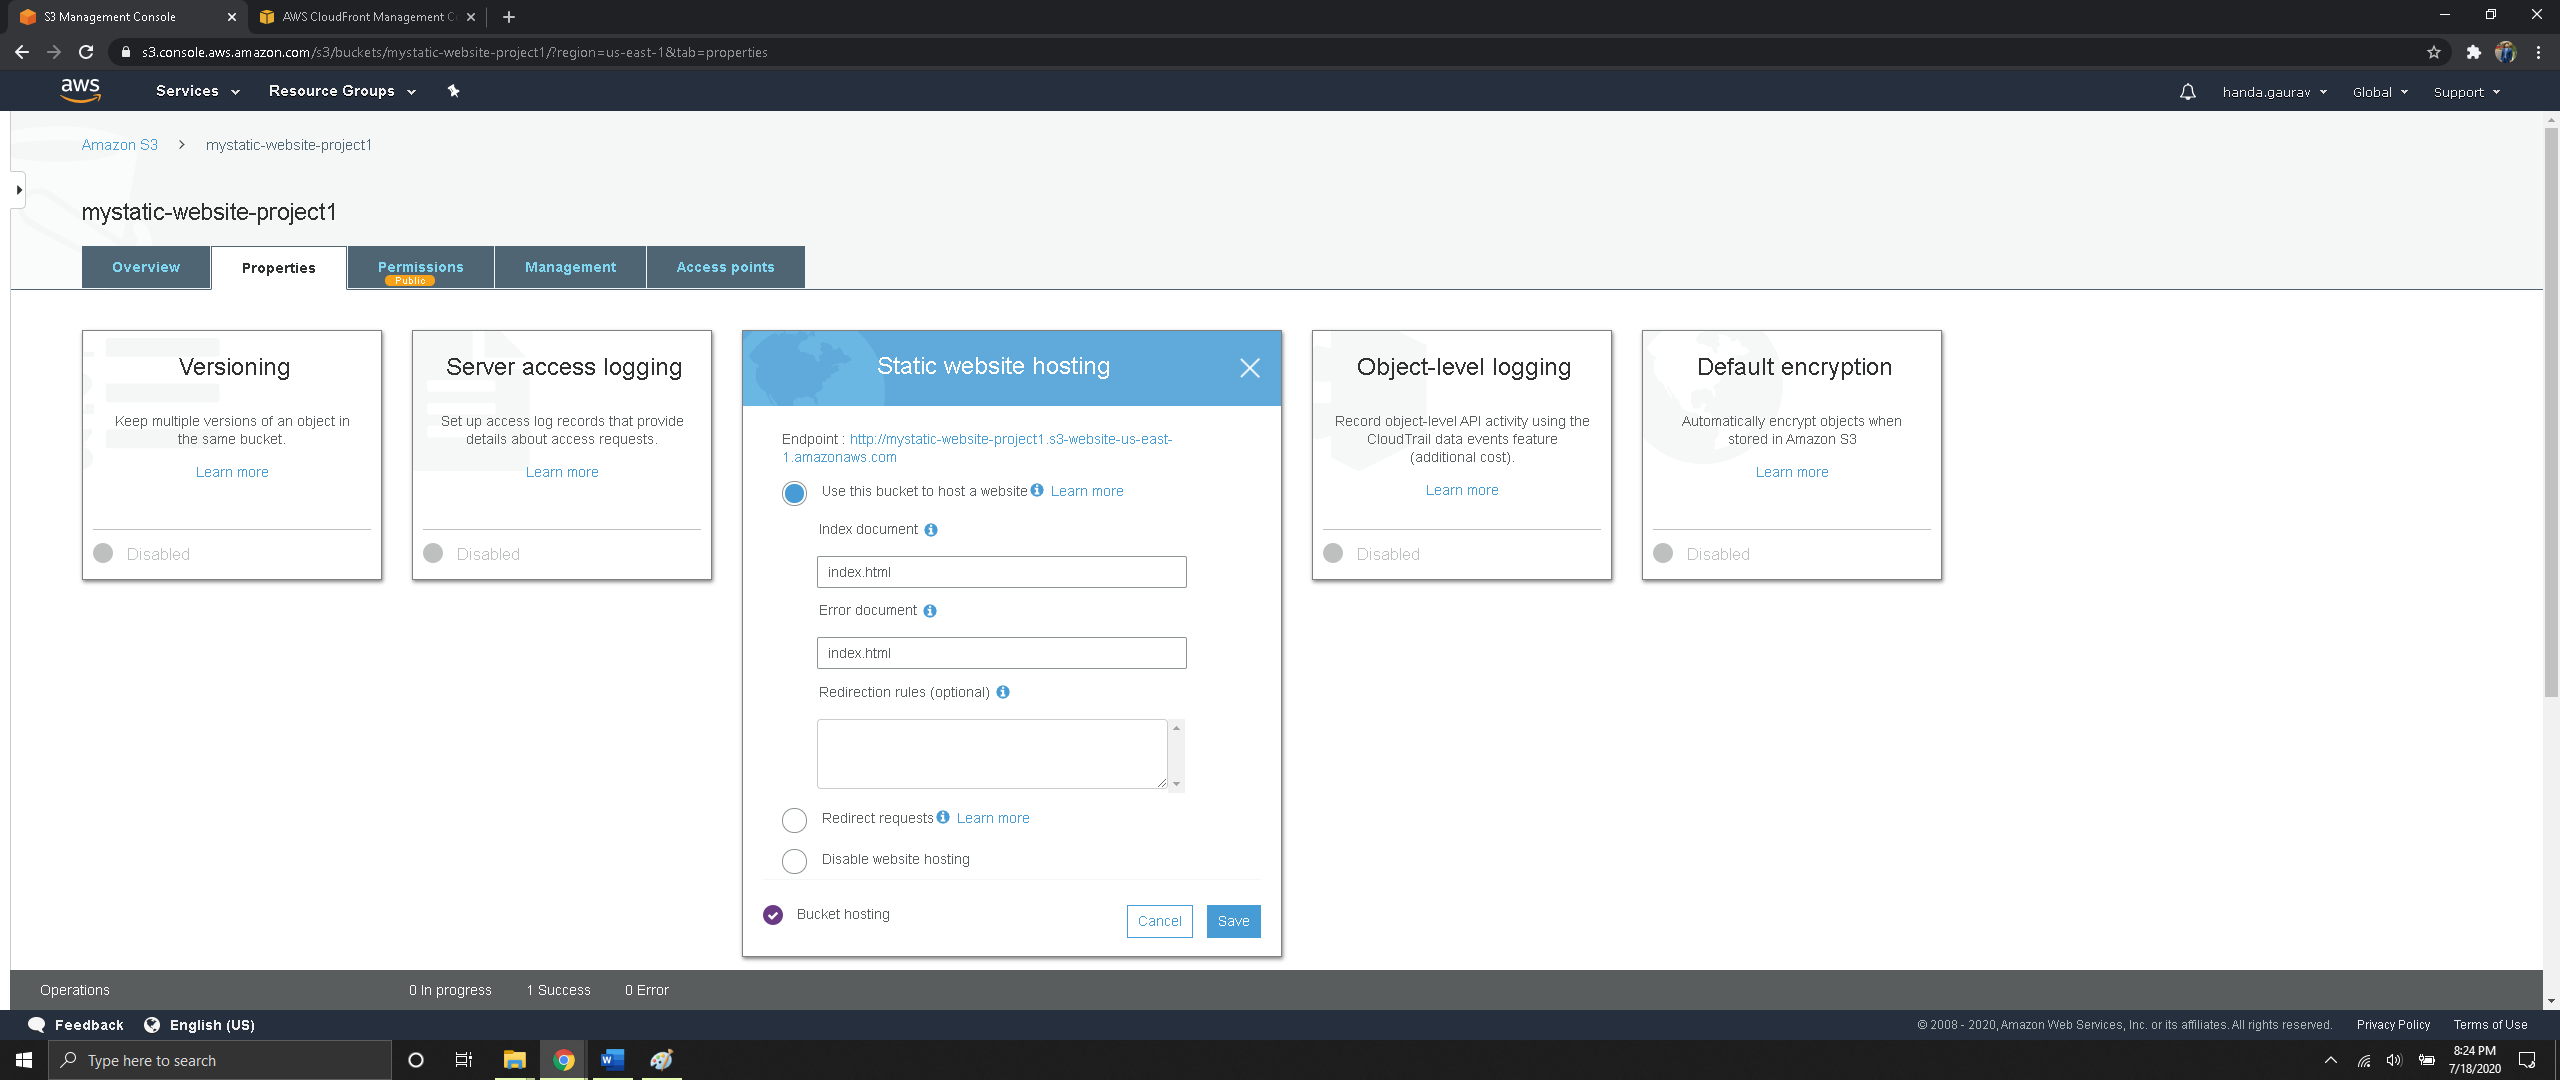 S3 Management Console
AWS CloudFront Management C
s3.console.aws.amazon.com/s3/buckets/mystatic-website-project1/?region=us-east-1&tab=properties
aws
Services
Resource Groups
handa.gaurav
Global
Support
Amazon S3
mystatic-website-project1
mystatic-website-project1
Overview
Properties
Permissions
Public
Management
Access points
Versioning
Keep multiple versions of an object in
the same bucket.
Learn more
Disabled
Server access logging
Set up access log records that provide
details about access requests.
Learn more
Disabled
Static website hosting
Endpoint : http://mystatic-website-project1.s3-website-us-east-
1.amazonaws.com
Use this bucket to host a website Learn more
Index document
index.html
Error document
index.html
Redirection rules (optional)
Redirect requests Learn more
Disable website hosting
Bucket hosting
Cancel
Save
Object-level logging
Record object-level API activity using the
CloudTrail data events feature
(additional cost).
Learn more
Disabled
Default encryption
Automatically encrypt objects when
stored in Amazon S3
Learn more
Disabled
Operations
0 In progress
1 Success
0 Error
Feedback
English (US)
© 2008 - 2020, Amazon Web Services, Inc. or its affiliates. All rights reserved.
Privacy Policy
Terms of Use
Type here to search
8:24 PM
7/18/2020